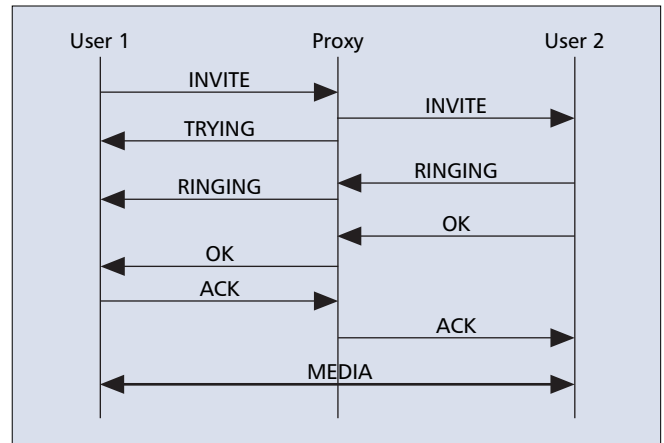 User 1 Proxy User 2
INVITE
INVITE
TRYING
RINGING
RINGING
OK
OK
ACK
ACK
MEDIA